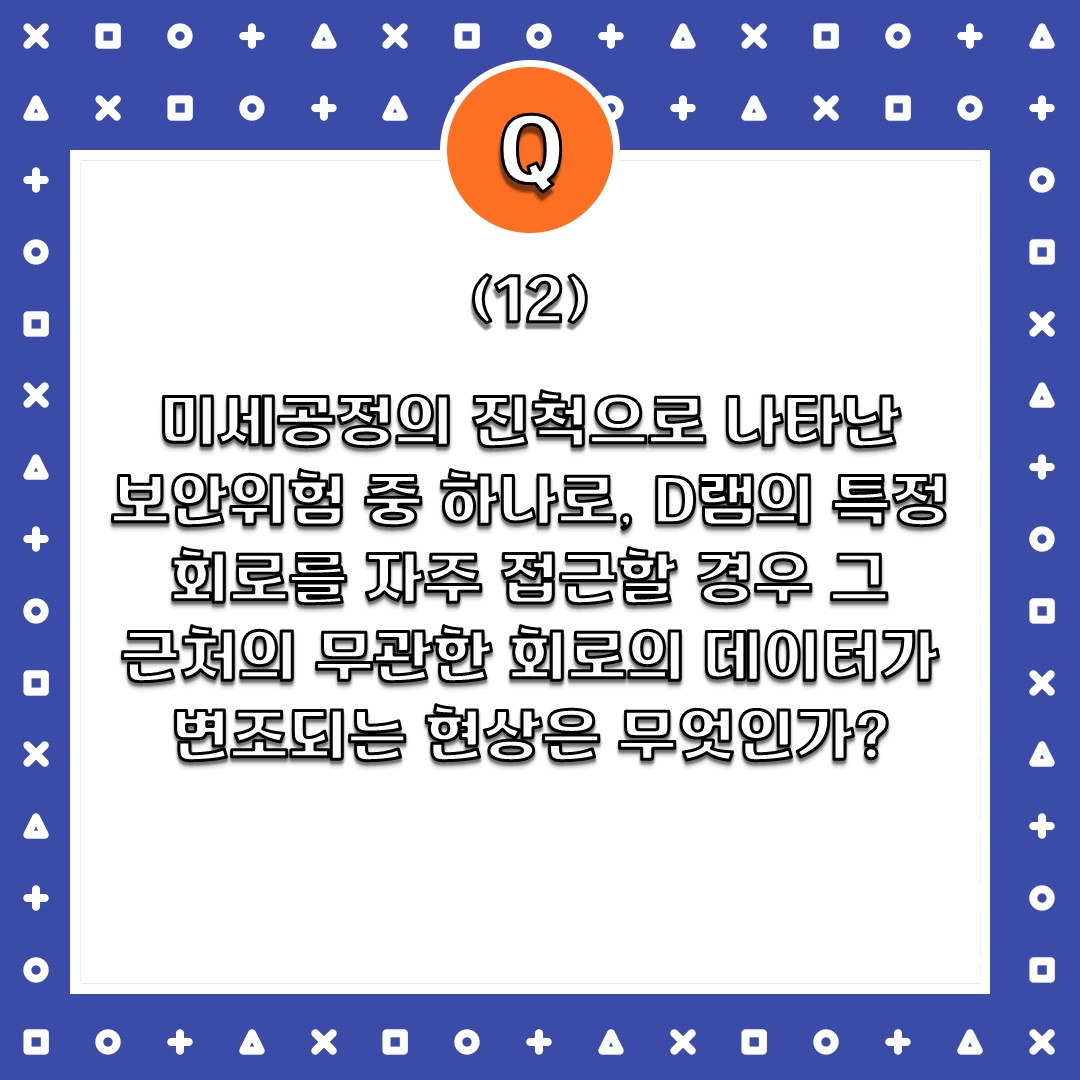 Q
(12)
미세공정의 진척으로 나타난
보안위험 중 하나로, D램의 특정
회로를 자주 접근할 경우 그
근처의 무관한 회로의 데이터가
변조되는 현상은 무엇인가?